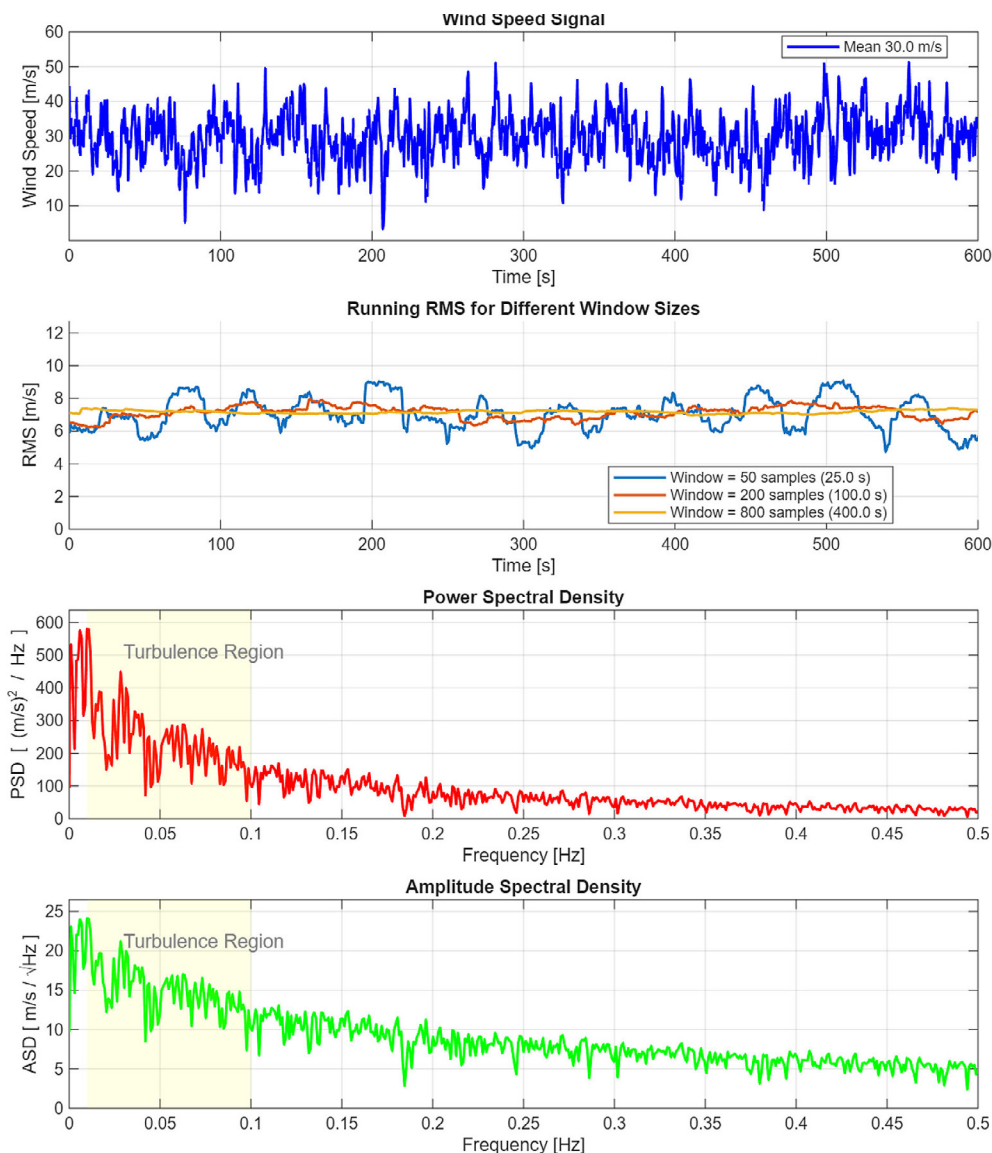 Wind Speed Signal
Wind Speed [m/s]
60
50
40
30
20
10
Mean 30.0 m/s
0 100 200 300 400 500 600
Time [s]
Running RMS for Different Window Sizes
RMS [m/s]
12
10
8
6
4
2
0
Window = 50 samples (25.0 s)
Window = 200 samples (100.0 s)
Window = 800 samples (400.0 s)
0 100 200 300 400 500 600
Time [s]
Power Spectral Density
PSD [ (m/s)² / Hz ]
600
500
400
300
200
100
0
Turbulence Region
0 0.05 0.1 0.15 0.2 0.25 0.3 0.35 0.4 0.45 0.5
Frequency [Hz]
Amplitude Spectral Density
ASD [ m/s / √Hz ]
25
20
15
10
5
0
Turbulence Region
0 0.05 0.1 0.15 0.2 0.25 0.3 0.35 0.4 0.45 0.5
Frequency [Hz]